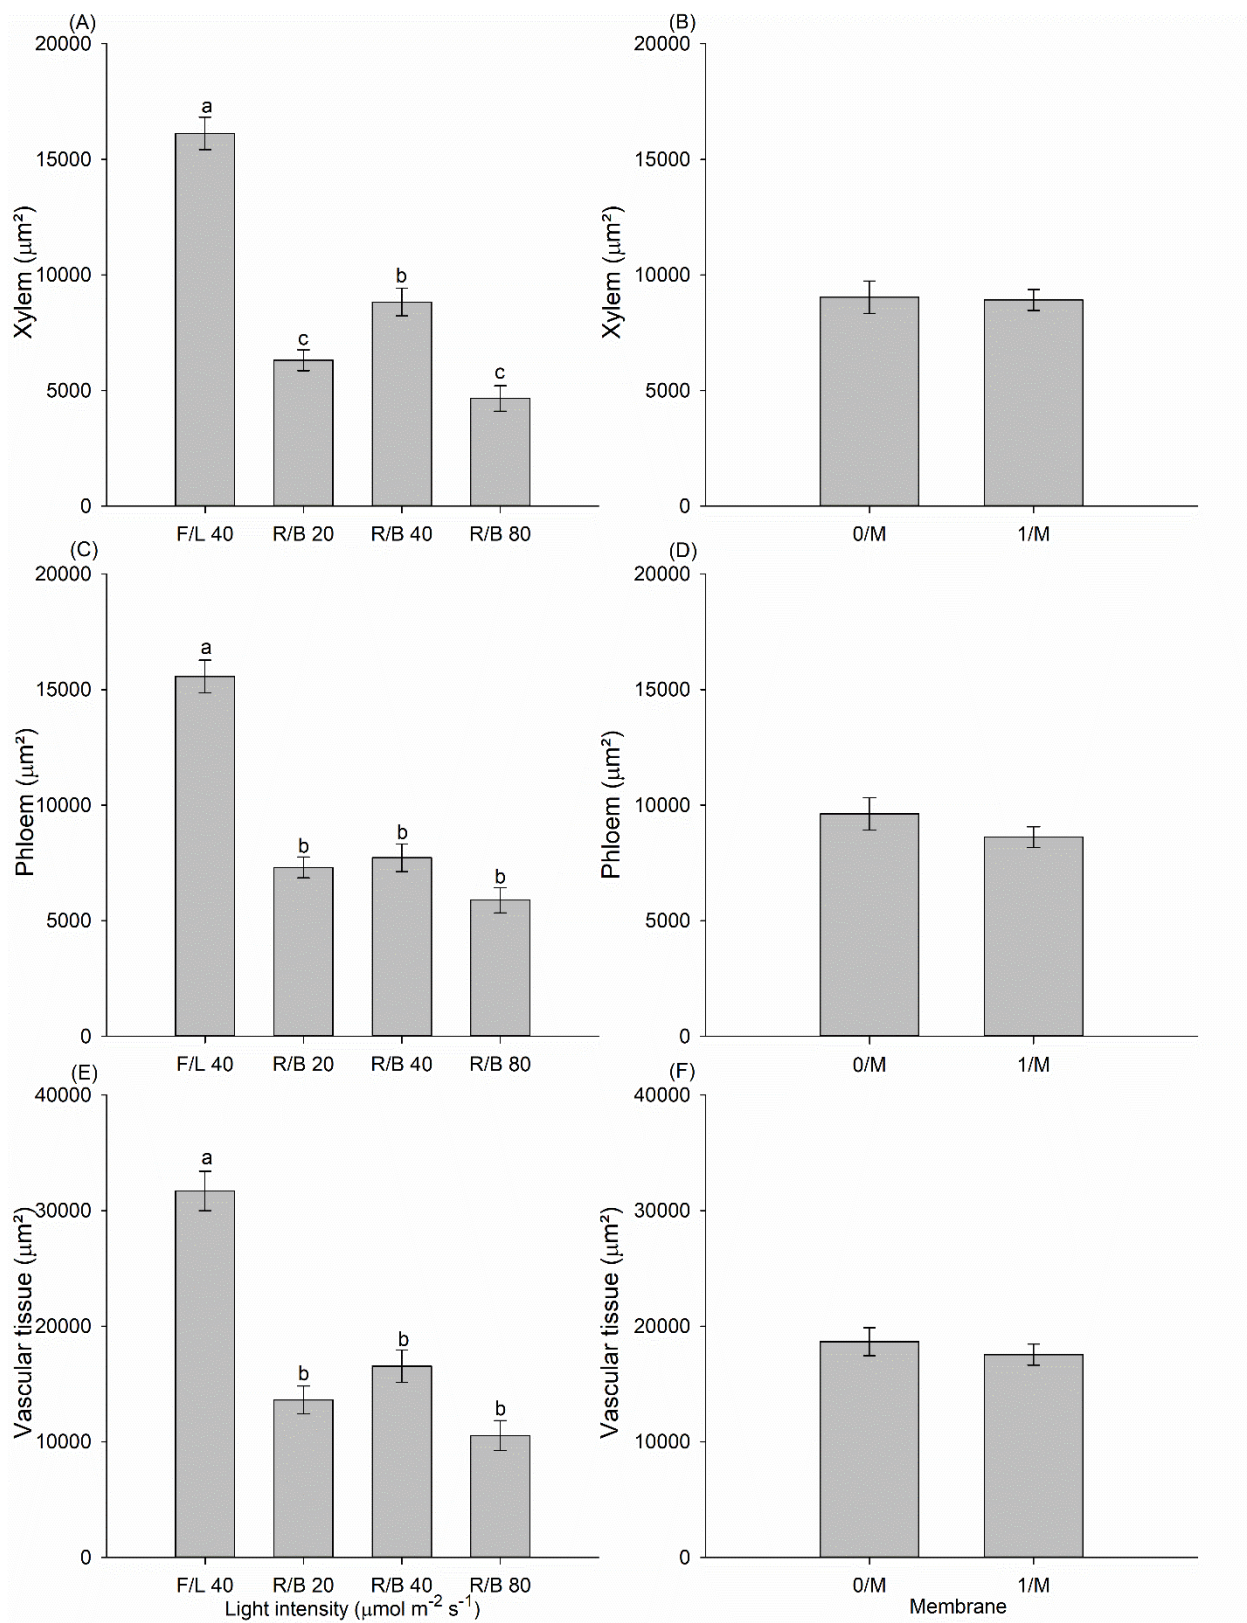 (A)
20000
15000
10000
5000
0
Xylem (μm²)
a
c
b
c
F/L 40 R/B 20 R/B 40 R/B 80
(B)
20000
15000
10000
5000
0
Xylem (μm²)
0/M 1/M
(C)
20000
15000
10000
5000
0
Phloem (μm²)
a
b
b
b
F/L 40 R/B 20 R/B 40 R/B 80
(D)
20000
15000
10000
5000
0
Phloem (μm²)
0/M 1/M
(E)
40000
30000
20000
10000
0
Vascular tissue (μm²)
a
b
b
b
F/L 40 R/B 20 R/B 40 R/B 80
Light intensity (μmol m⁻² s⁻¹)
(F)
40000
30000
20000
10000
0
Vascular tissue (μm²)
0/M 1/M
Membrane